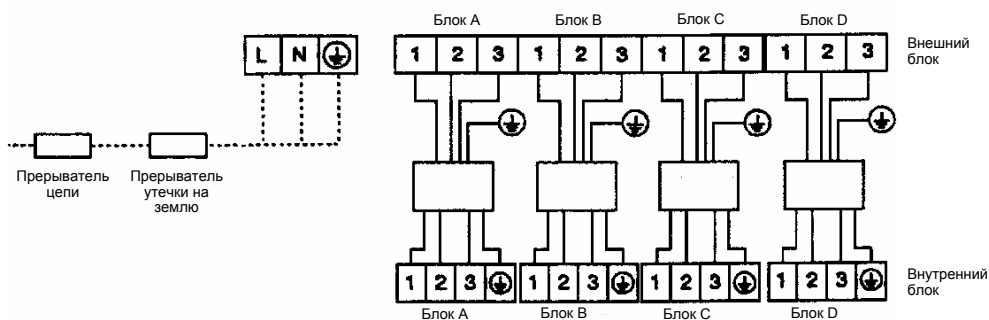 Блок A Блок B Блок C Блок D
L N 1 2 3 1 2 3 1 2 3 1 2 3
Внешний
блок
Прерыватель
цепи
Прерыватель
утечки на
землю
1 2 3 1 2 3 1 2 3 1 2 3
Внутренний
блок
Блок A Блок B Блок C Блок D